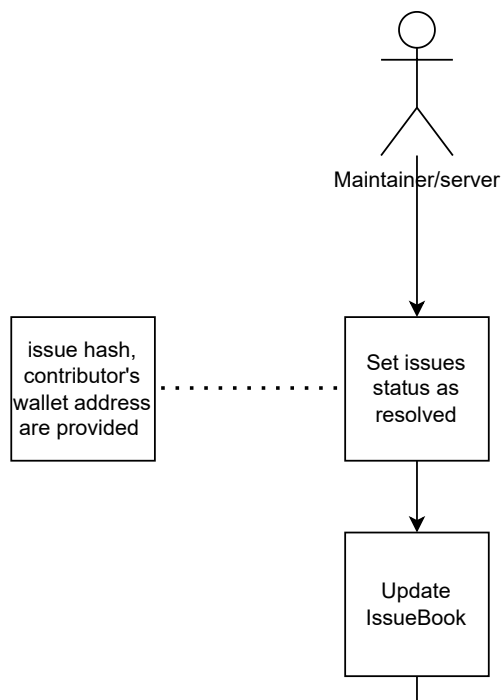 Maintainer/server
issue hash,
contributor's
wallet address
are provided
Set issues
status as
resolved
Update
IssueBook